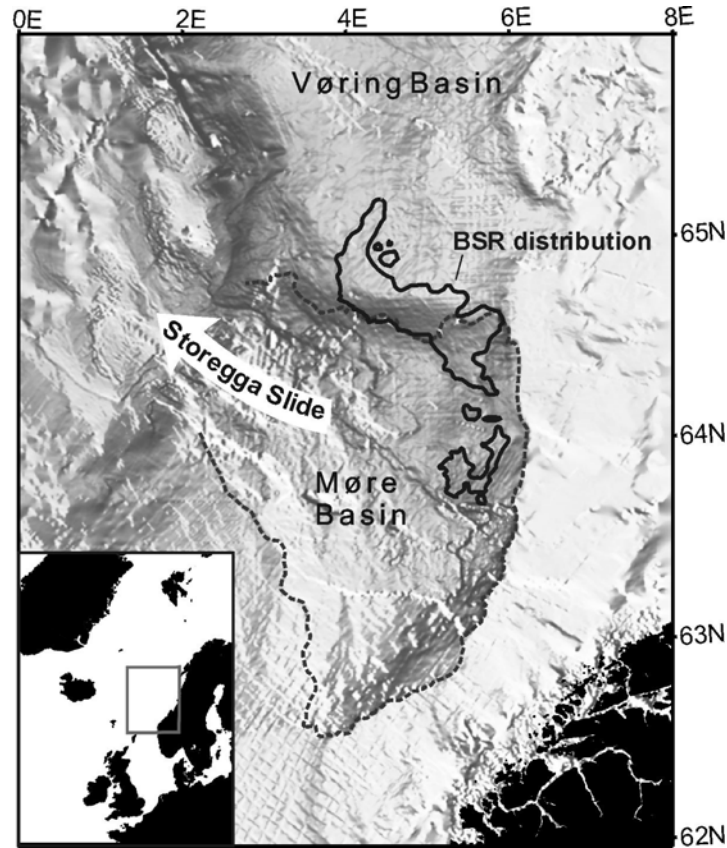 0E 2E 4E 6E 8E
Vøring Basin
65N
BSR distribution
Storegga Slide
64N
Møre
Basin
63N
62N